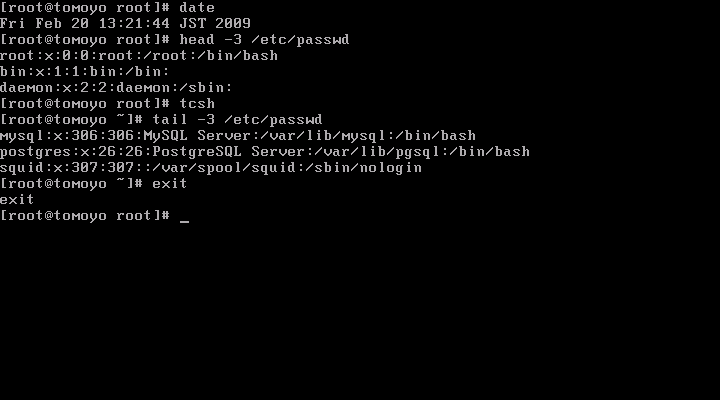 [root@tomoyo root]# date
Fri Feb 20 13:21:44 JST 2009
[root@tomoyo root]# head -3 /etc/passwd
root:x:0:0:root:/root:/bin/bash
bin:x:1:1:bin:/bin:
daemon:x:2:2:daemon:/sbin:
[root@tomoyo root]# tcsh
[root@tomoyo ~]# tail -3 /etc/passwd
mysql:x:306:306:MySQL Server:/var/lib/mysql:/bin/bash
postgres:x:26:26:PostgreSQL Server:/var/lib/pgsql:/bin/bash
squid:x:307:307::/var/spool/squid:/sbin/nologin
[root@tomoyo ~]# exit
exit
[root@tomoyo root]# _